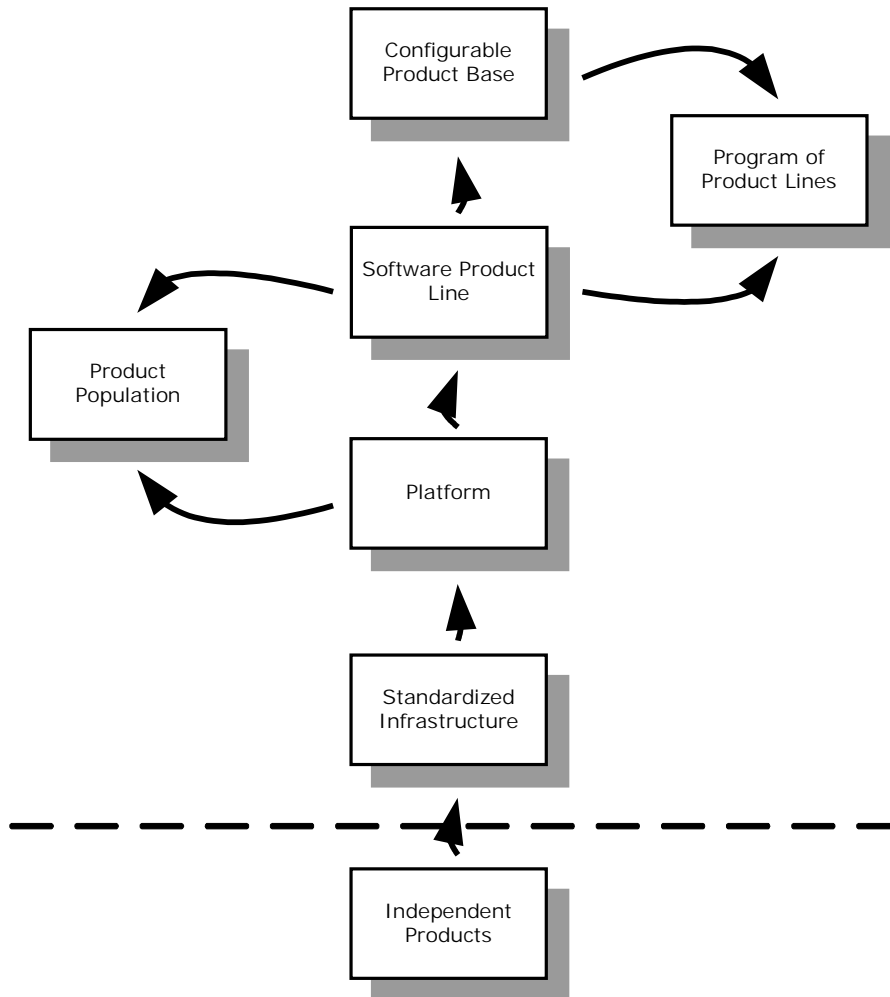 Configurable
Product Base
Program of
Product Lines
Software Product
Line
Product
Population
Platform
Standardized
Infrastructure
Independent
Products